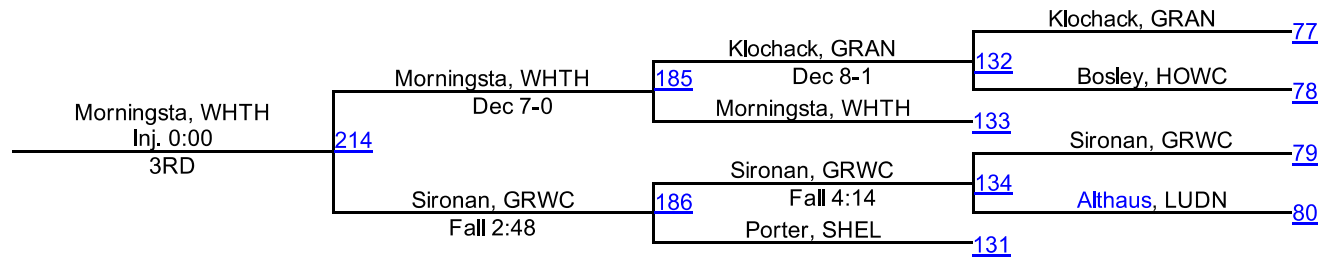 Klochack, GRAN
77
Klochack, GRAN
132
Dec 8-1
Bosley, HOWC
78
Morningsta, WHTH
185
Dec 7-0
Morningsta, WHTH
133
Morningsta, WHTH
Inj. 0:00
214
3RD
Sironan, GRWC
79
Sironan, GRWC
134
Fall 4:14
Althaus, LUDN
80
Sironan, GRWC
186
Fall 2:48
Porter, SHEL
131